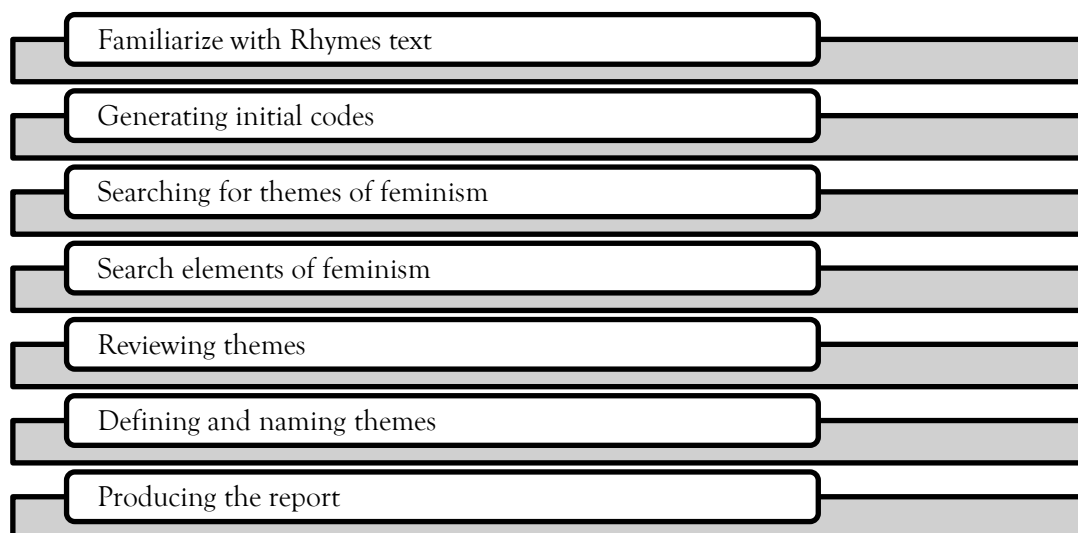 Familiarize with Rhymes text
Generating initial codes
Searching for themes of feminism
Search elements of feminism
Reviewing themes
Defining and naming themes
Producing the report